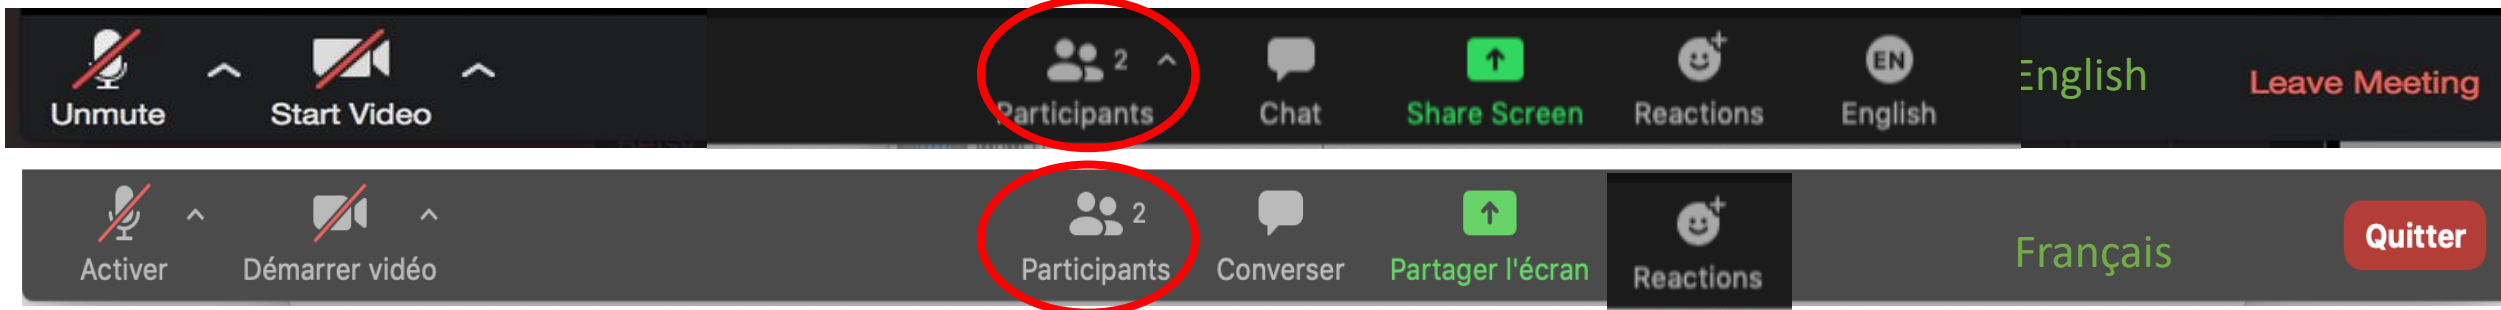 2
EN
Unmute Start Video Participants Chat Share Screen Reactions English English Leave Meeting
2
Activer Démarrer vidéo Participants Converser Partager l'écran Reactions Français Quitter